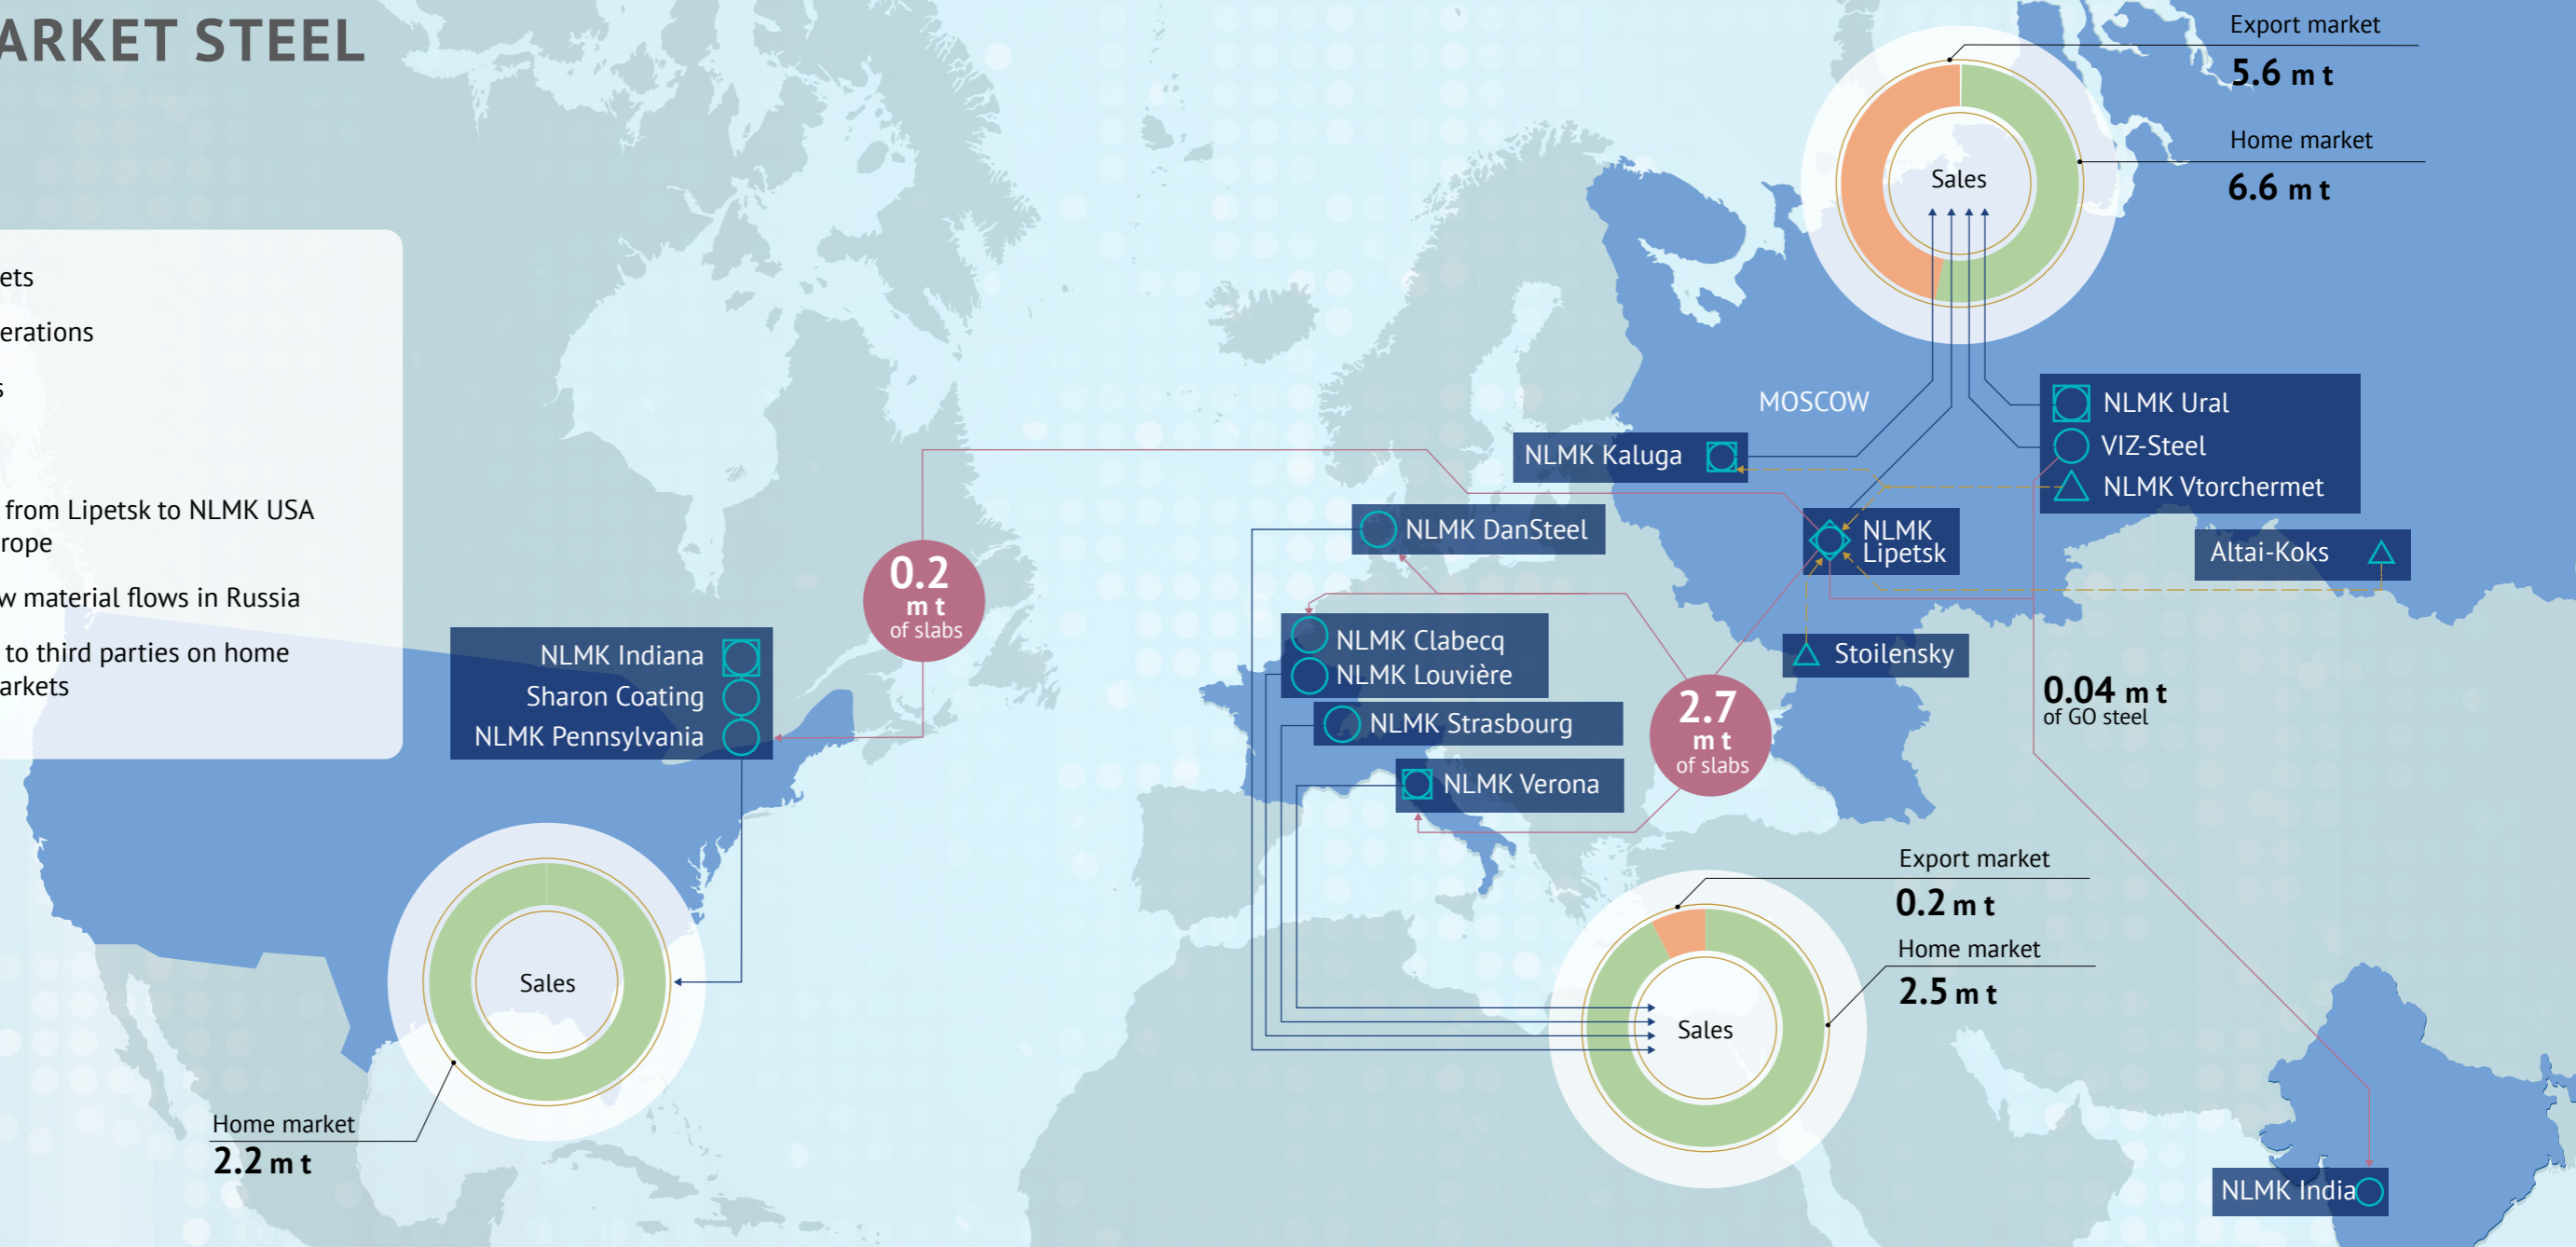 ARKET STEEL
ets
erations
s
from Lipetsk to NLMK USA
rope
w material flows in Russia
to third parties on home
arkets
Export market
5.6 m t
Home market
6.6 m t
Sales
MOSCOW
NLMK Kaluga
NLMK Ural
VIZ-Steel
NLMK Vtorchermet
NLMK DanSteel
NLMK
Lipetsk
Altai-Koks
0.2
m t
of slabs
NLMK Clabecq
NLMK Louvière
Stoilensky
NLMK Indiana
Sharon Coating
NLMK Pennsylvania
NLMK Strasbourg
2.7
m t
of slabs
0.04 m t
of GO steel
NLMK Verona
Export market
0.2 m t
Home market
2.5 m t
Sales
Sales
Home market
2.2 m t
NLMK India